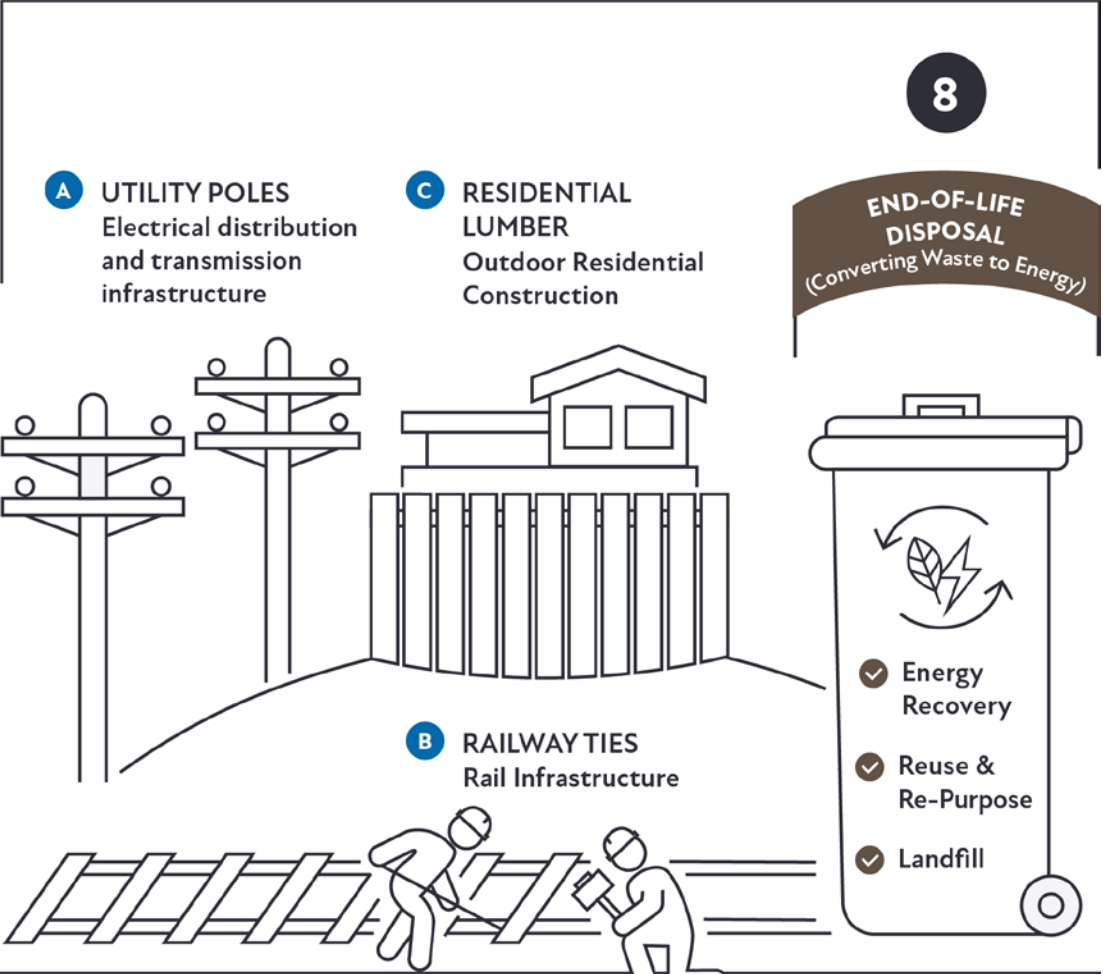 8
A UTILITY POLES
Electrical distribution
and transmission
infrastructure
C RESIDENTIAL
LUMBER
Outdoor Residential
Construction
END-OF-LIFE
DISPOSAL
(Converting Waste to Energy)
B RAILWAY TIES
Rail Infrastructure
Energy
Recovery
Reuse &
Re-Purpose
Landfill